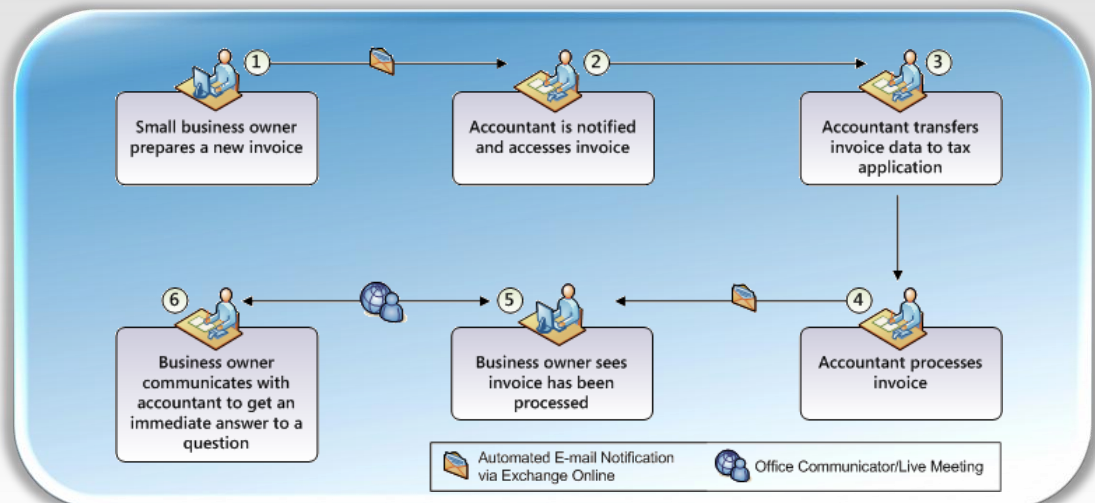 1
2
3
Small business owner
prepares a new invoice
Accountant is notified
and accesses invoice
Accountant transfers
invoice data to tax
application
6
5
4
Business owner
communicates with
accountant to get an
immediate answer to a
question
Business owner sees
invoice has been
processed
Accountant processes
invoice
Automated E-mail Notification
via Exchange Online
Office Communicator/Live Meeting